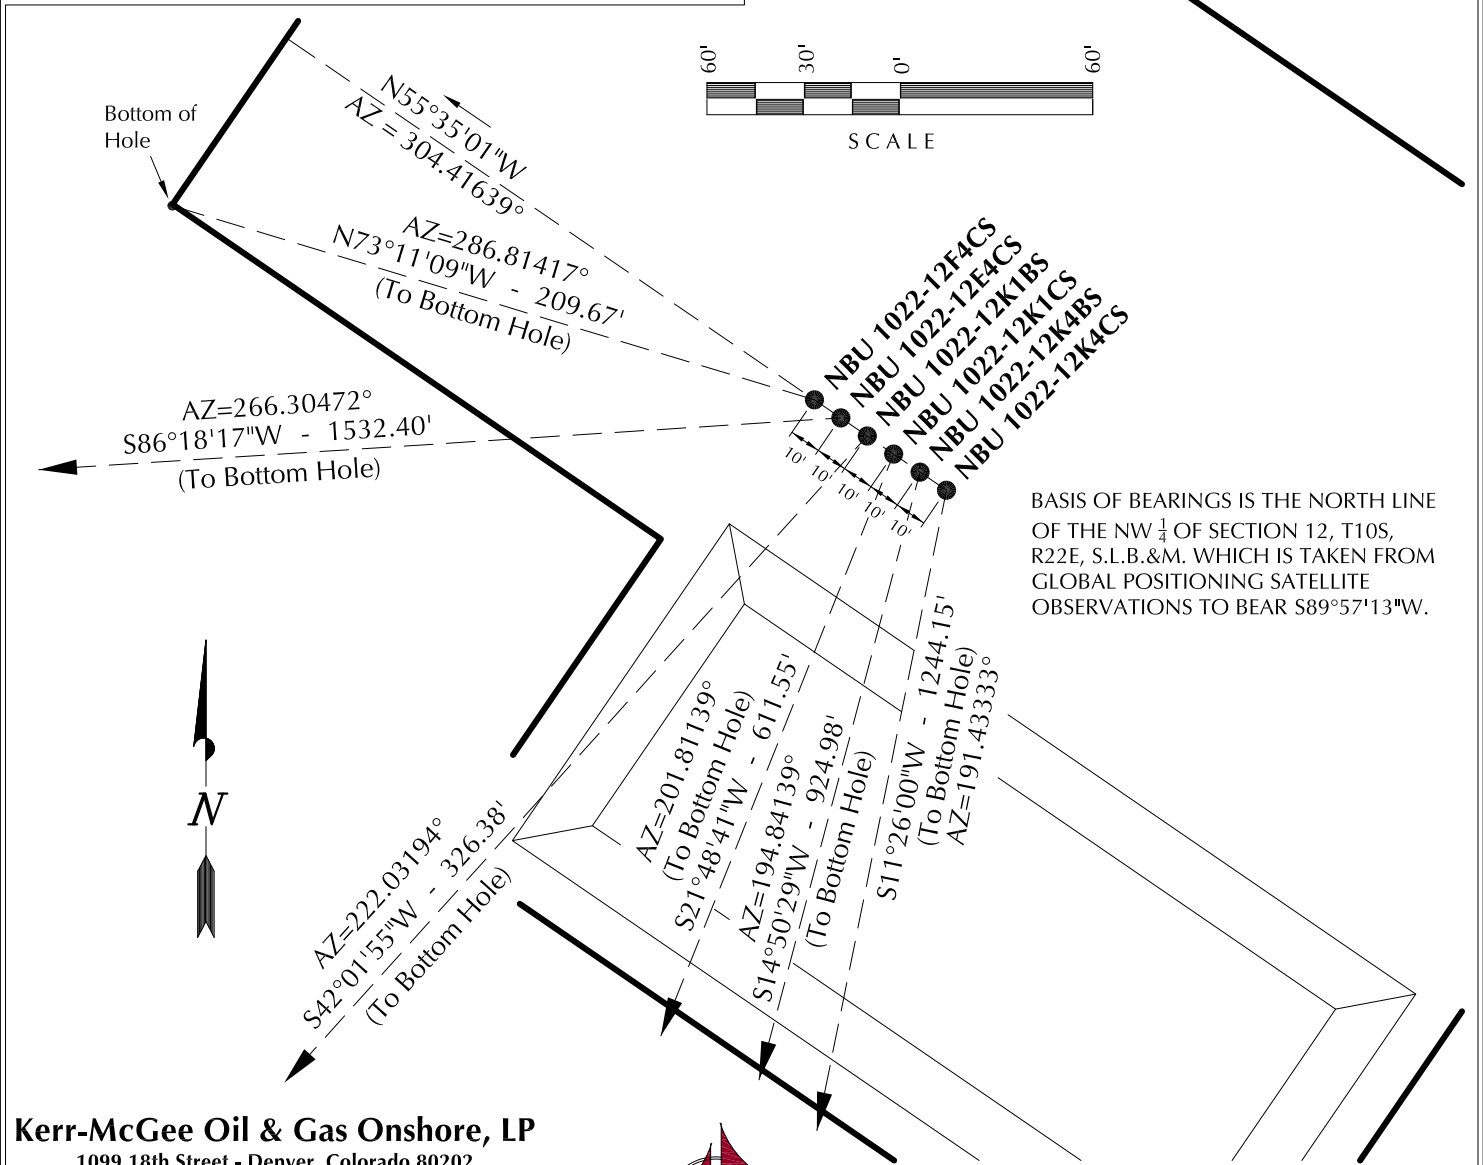 60'
30'
0'
60'
SCALE
Bottom of
Hole
N55°35'01"W
AZ = 304.41639°
AZ=286.81417°
N73°11'09"W - 209.67'
(To Bottom Hole)
AZ=266.30472°
S86°18'17"W - 1532.40'
(To Bottom Hole)
NBU 1022-12F4CS
NBU 1022-12E4CS
NBU 1022-12K1BS
NBU 1022-12K1CS
NBU 1022-12K4BS
NBU 1022-12K4CS
10'
10'
10'
10'
10'
BASIS OF BEARINGS IS THE NORTH LINE
OF THE NW 1/4 OF SECTION 12, T10S,
R22E, S.L.B.&M. WHICH IS TAKEN FROM
GLOBAL POSITIONING SATELLITE
OBSERVATIONS TO BEAR S89°57'13"W.
N
AZ=222.03194°
S42°01'55"W - 326.38'
(To Bottom Hole)
AZ=201.81139°
(To Bottom Hole)
S21°48'41"W - 611.55'
AZ=194.84139°
S14°50'29"W - 924.98'
(To Bottom Hole)
S11°26'00"W - 1244.15'
(To Bottom Hole)
AZ=191.43333°
Kerr-McGee Oil & Gas Onshore, LP
1099 18th Street - Denver, Colorado 80202